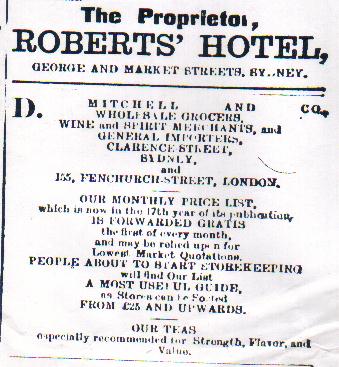 The Proprietor,
ROBERTS' HOTEL,
GEORGE AND MARKET STREETS, SYDNEY.
D. MITCHELL AND CO.,
WHOLESALE GROCERS,
WINE and SPIRIT MERCHANTS, and
GENERAL IMPORTERS,
CLARENCE STREET,
SYDNEY,
and
155, FENCHURCH-STREET, LONDON.
OUR MONTHLY PRICE LIST,
which is now in the 17th year of its publication,
IS FORWARDED GRATIS
the first of every month,
and may be relied upon for
Lowest Market Quotations.
PEOPLE ABOUT TO START STOREKEEPING
will find Our List
A MOST USEFUL GUIDE,
as Stores can be Sorted
FROM £25 AND UPWARDS.
OUR TEAS
especially recommended for Strength, Flavor, and
Value.